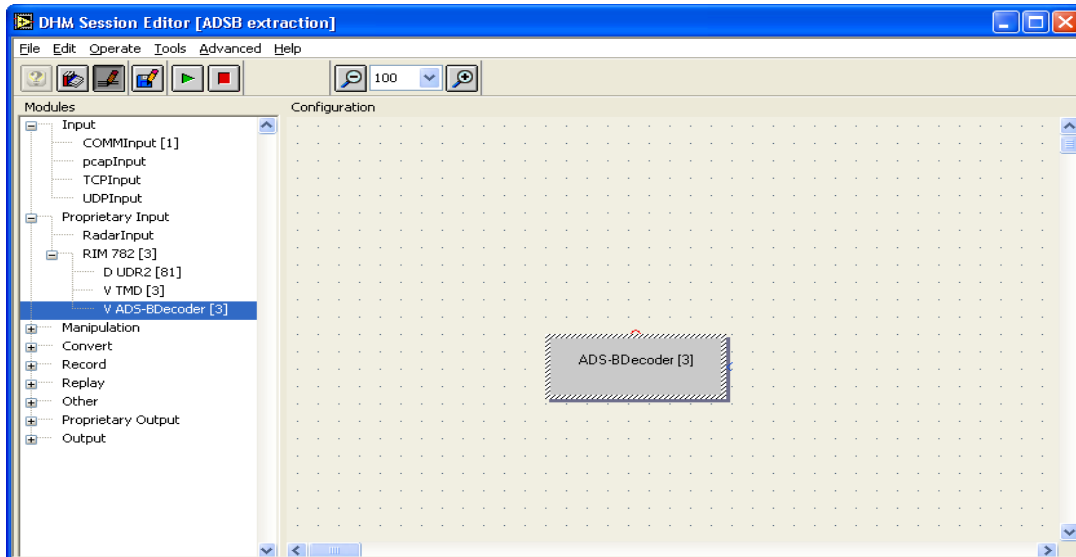 DHM Session Editor [ADSB extraction]
File Edit Operate Tools Advanced Help
100
Modules
Configuration
Input
COMMInput [1]
pcapInput
TCPInput
UDPInput
Proprietary Input
RadarInput
RIM 782 [3]
D UDR2 [81]
V TMD [3]
V ADS-BDecoder [3]
Manipulation
Convert
Record
Replay
Other
Proprietary Output
Output
ADS-BDecoder [3]